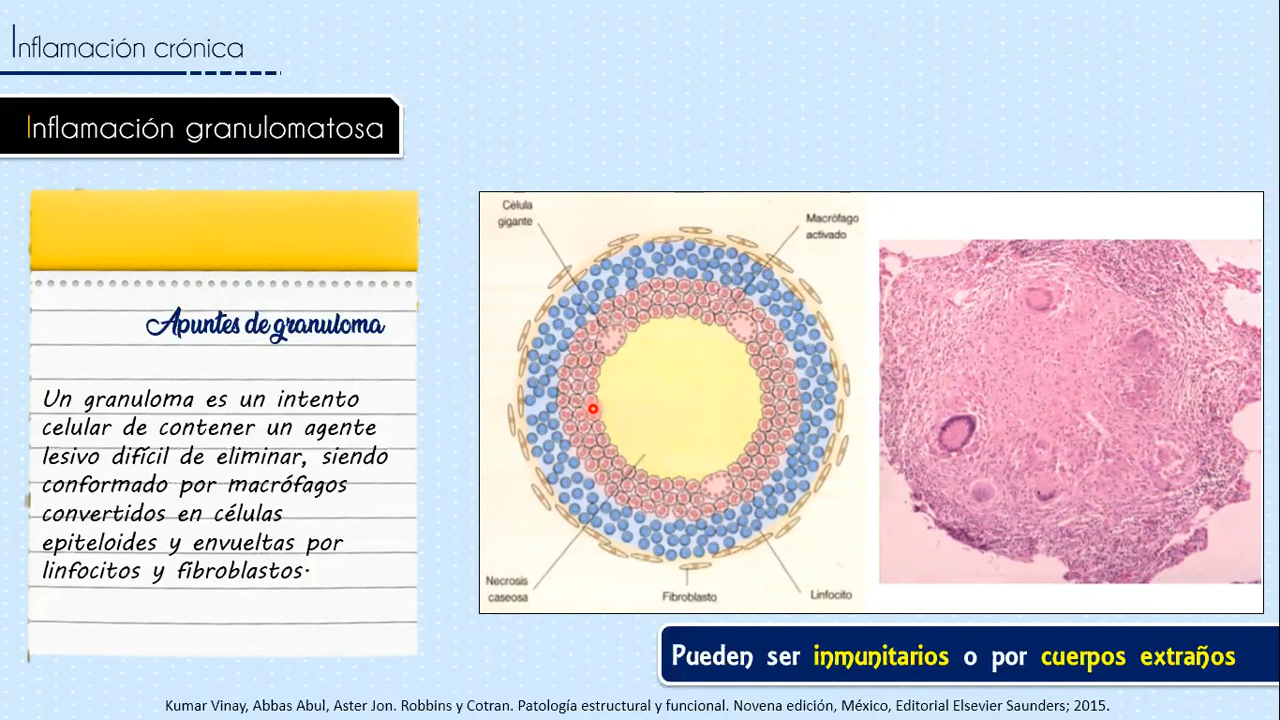 Inflamación crónica
Inflamación granulomatosa
Apuntes de granuloma
Un granuloma es un intento
celular de contener un agente
lesivo difícil de eliminar, siendo
conformado por macrófagos
convertidos en células
epiteloides y envueltas por
linfocitos y fibroblastos.
Célula
gigante
Macrófago
activado
Necrosis
caseosa
Fibroblasto
Linfocito
Pueden ser inmunitarios o por cuerpos extraños
Kumar Vinay, Abbas Abul, Aster Jon. Robbins y Cotran. Patología estructural y funcional. Novena edición, México, Editorial Elsevier Saunders; 2015.